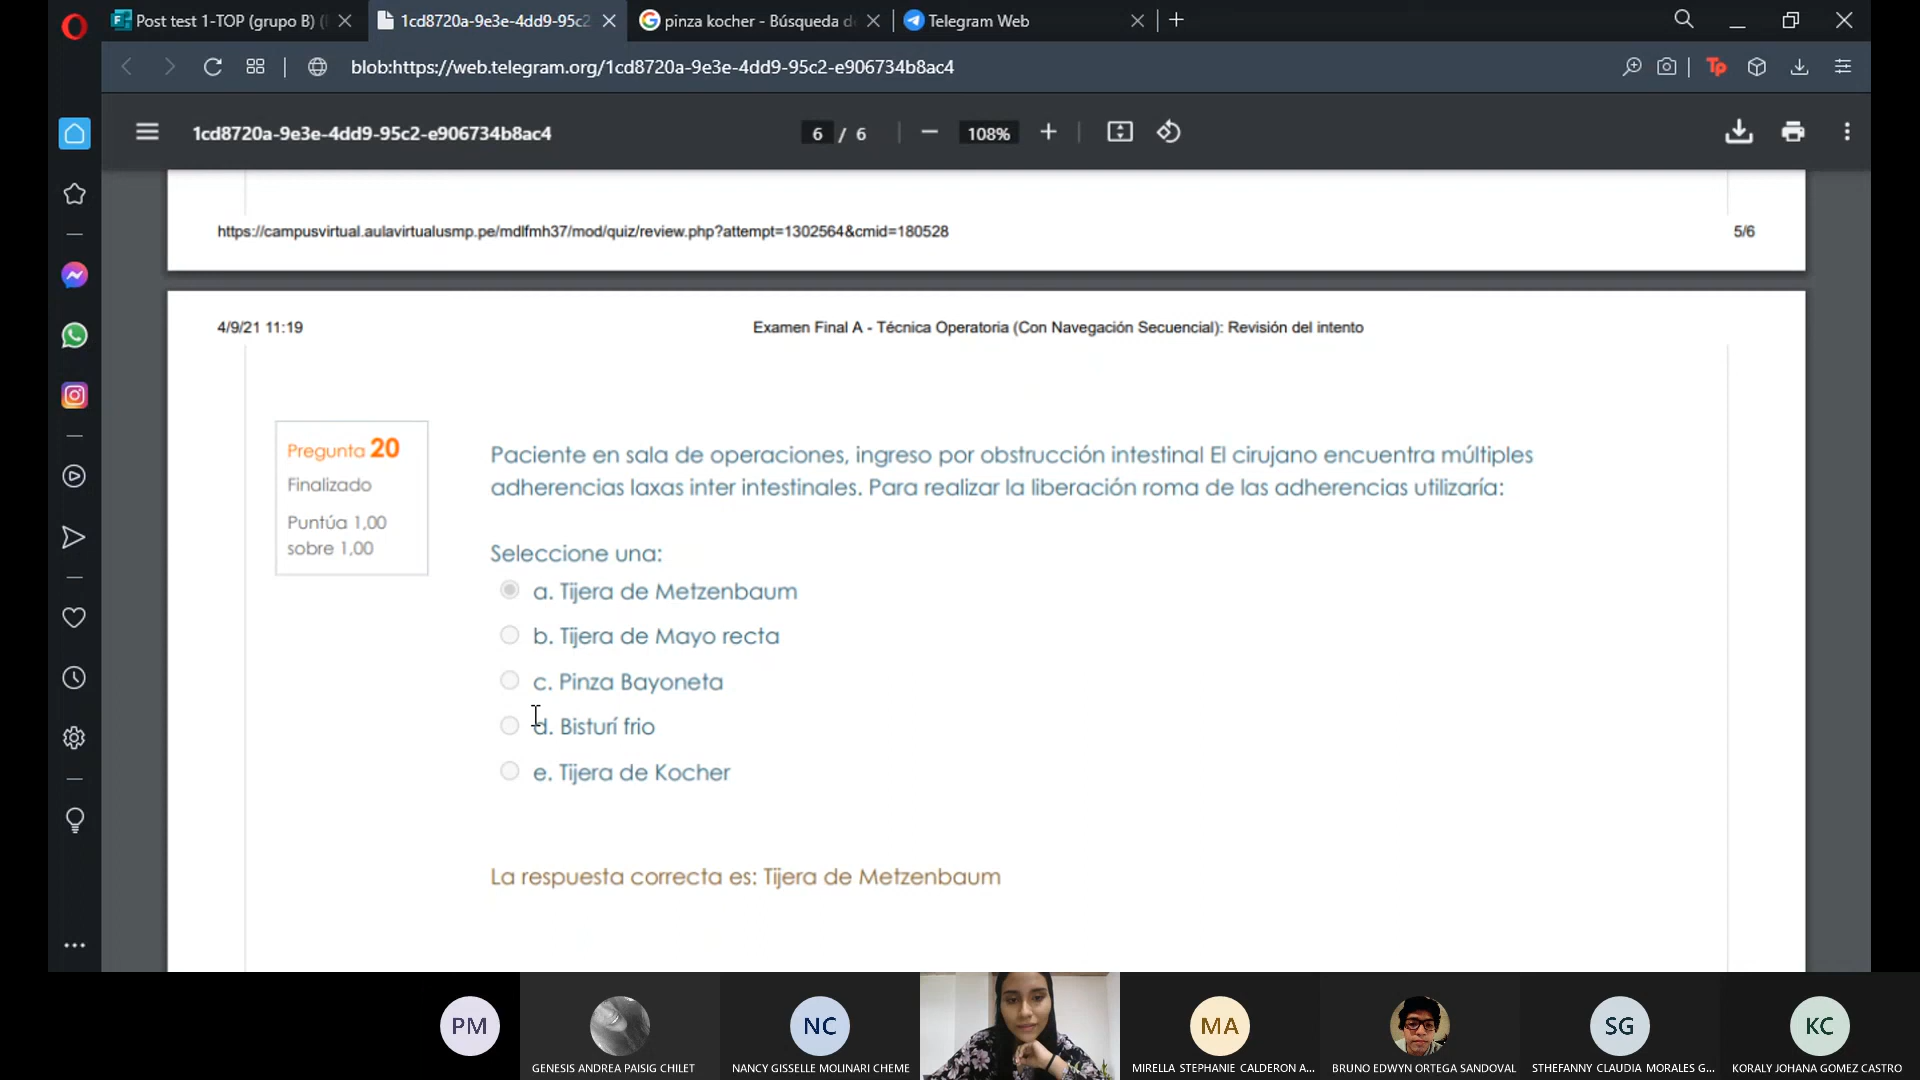 Post test 1-TOP (grupo B) (
1cd8720a-9e3e-4dd9-95c2
pinza kocher - Búsqueda d
Telegram Web
blob:https://web.telegram.org/1cd8720a-9e3e-4dd9-95c2-e906734b8ac4
1cd8720a-9e3e-4dd9-95c2-e906734b8ac4
6 / 6
108%
https://campusvirtual.aulavirtualusmp.pe/mdlfmh37/mod/quiz/review.php?attempt=1302564&cmid=180528
5/6
4/9/21 11:19
Examen Final A - Técnica Operatoria (Con Navegación Secuencial): Revisión del intento
Pregunta 20
Finalizado
Puntúa 1,00
sobre 1,00
Paciente en sala de operaciones, ingreso por obstrucción intestinal El cirujano encuentra múltiples
adherencias laxas inter intestinales. Para realizar la liberación roma de las adherencias utilizaría:
Seleccione una:
a. Tijera de Metzenbaum
b. Tijera de Mayo recta
c. Pinza Bayoneta
d. Bisturí frio
e. Tijera de Kocher
La respuesta correcta es: Tijera de Metzenbaum
PM
NC
MA
SG
KC
GENESIS ANDREA PAISIG CHILET
NANCY GISSELLE MOLINARI CHEME
MIRELLA STEPHANIE CALDERON A...
BRUNO EDWYN ORTEGA SANDOVAL
STHEFANNY CLAUDIA MORALES G...
KORALY JOHANA GOMEZ CASTRO